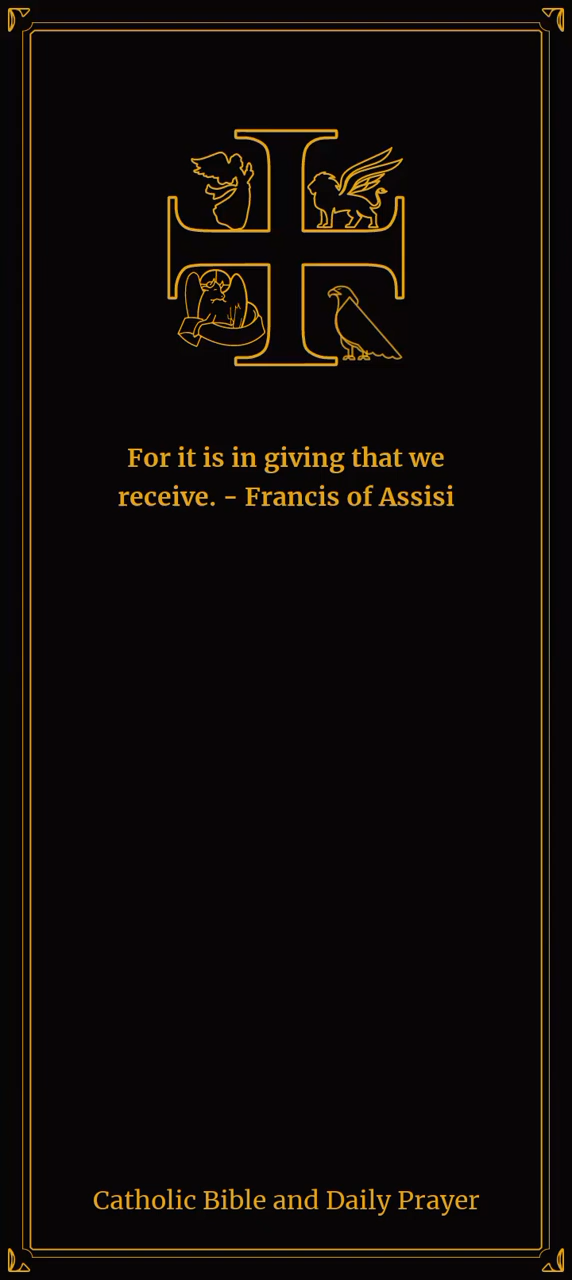 For it is in giving that we
receive. - Francis of Assisi
Catholic Bible and Daily Prayer